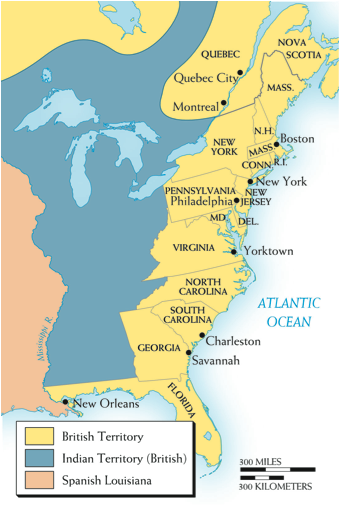 NOVA
SCOTIA
QUEBEC
Quebec City
MASS.
Montreal
N.H.
Boston
NEW
YORK
MASS.
CONN.
R.I.
New York
PENNSYLVANIA
NEW
JERSEY
Philadelphia
MD.
DEL.
VIRGINIA
Yorktown
NORTH
CAROLINA
ATLANTIC
OCEAN
SOUTH
CAROLINA
Charleston
GEORGIA
Savannah
Mississippi R.
FLORIDA
New Orleans
British Territory
Indian Territory (British)
Spanish Louisiana
300 MILES
300 KILOMETERS